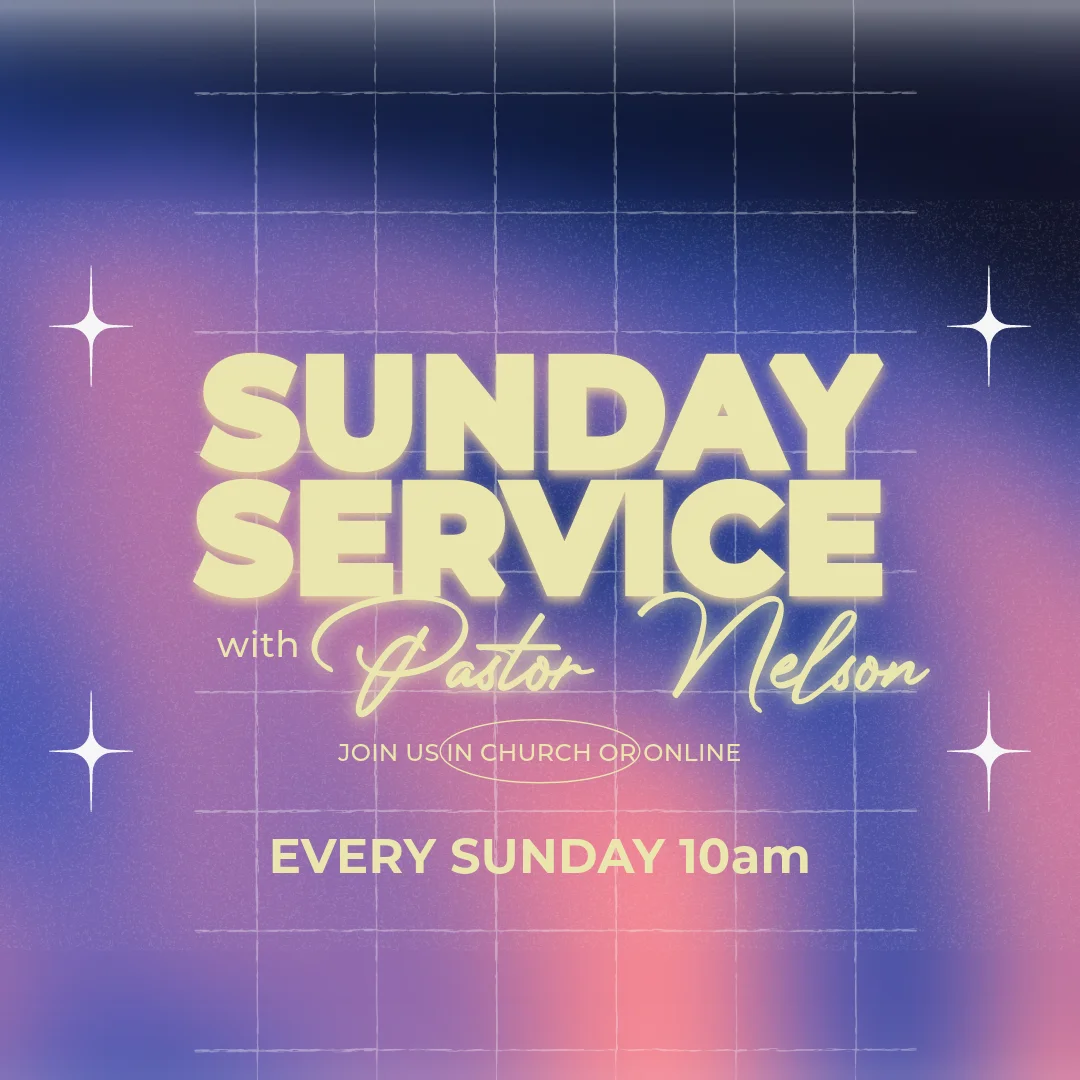 SUNDAY
SERVICE
with Pastor Nelson
JOIN US IN CHURCH OR ONLINE
EVERY SUNDAY 10am